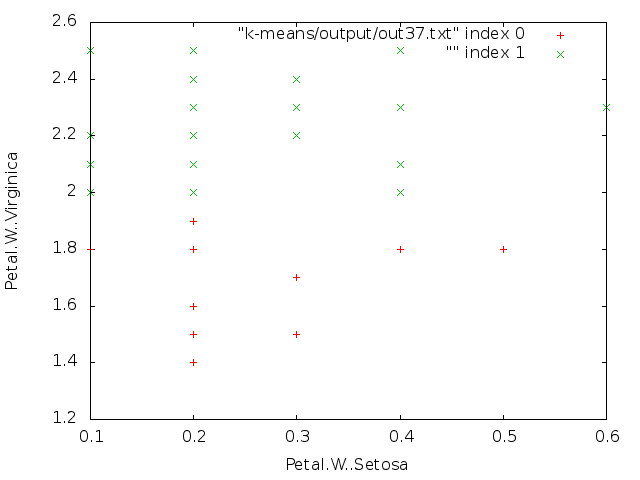 2.6
"k-means/output/out37.txt" index 0
"" index 1
2.4
2.2
2
1.8
1.6
1.4
1.2
0.1 0.2 0.3 0.4 0.5 0.6
Petal.W..Setosa
Petal.W..Virginica